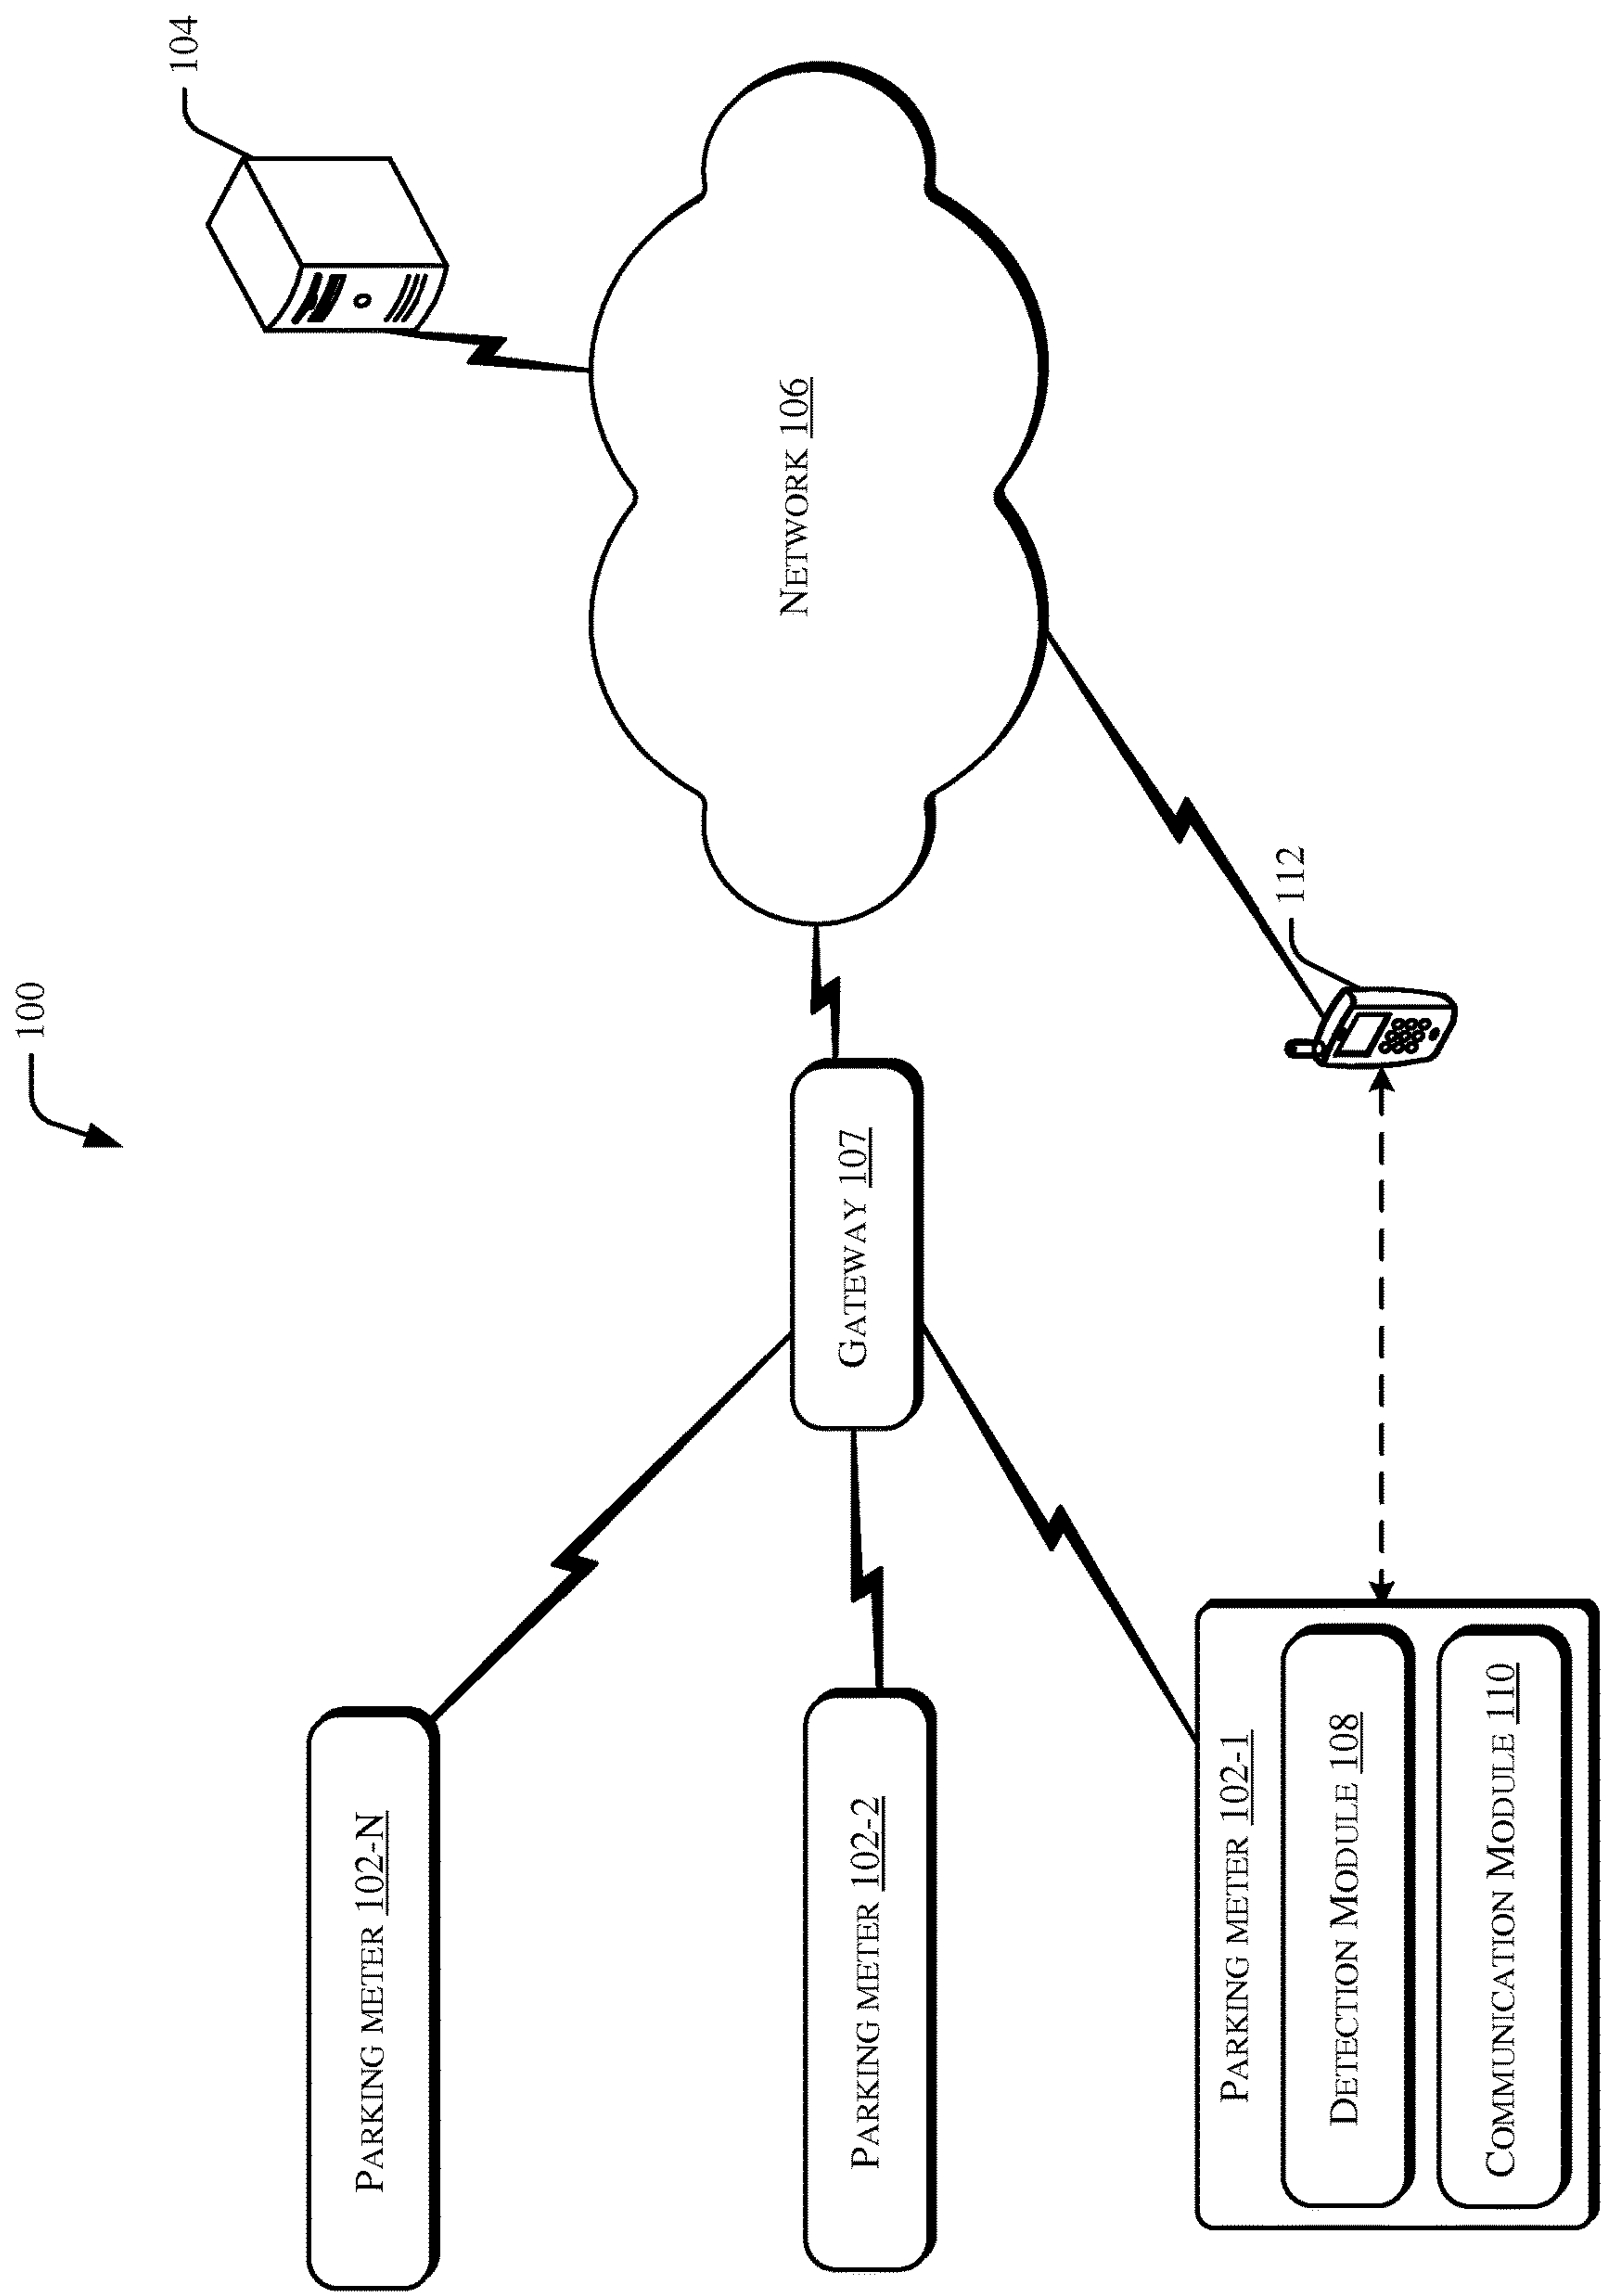 100
104
PARKING METER 102-N
PARKING METER 102-2
GATEWAY 107
NETWORK 106
PARKING METER 102-1
DETECTION MODULE 108
COMMUNICATION MODULE 110
112